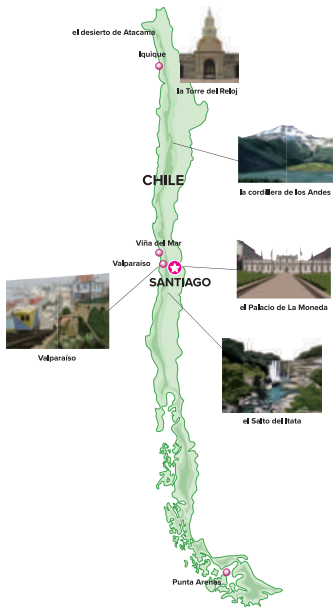 el desierto de Atacama
Iquique
la Torre del Reloj
la cordillera de los Andes
CHILE
Viña del Mar
Valparaíso
SANTIAGO
el Palacio de La Moneda
Valparaíso
el Salto del Itata
Punta Arenas